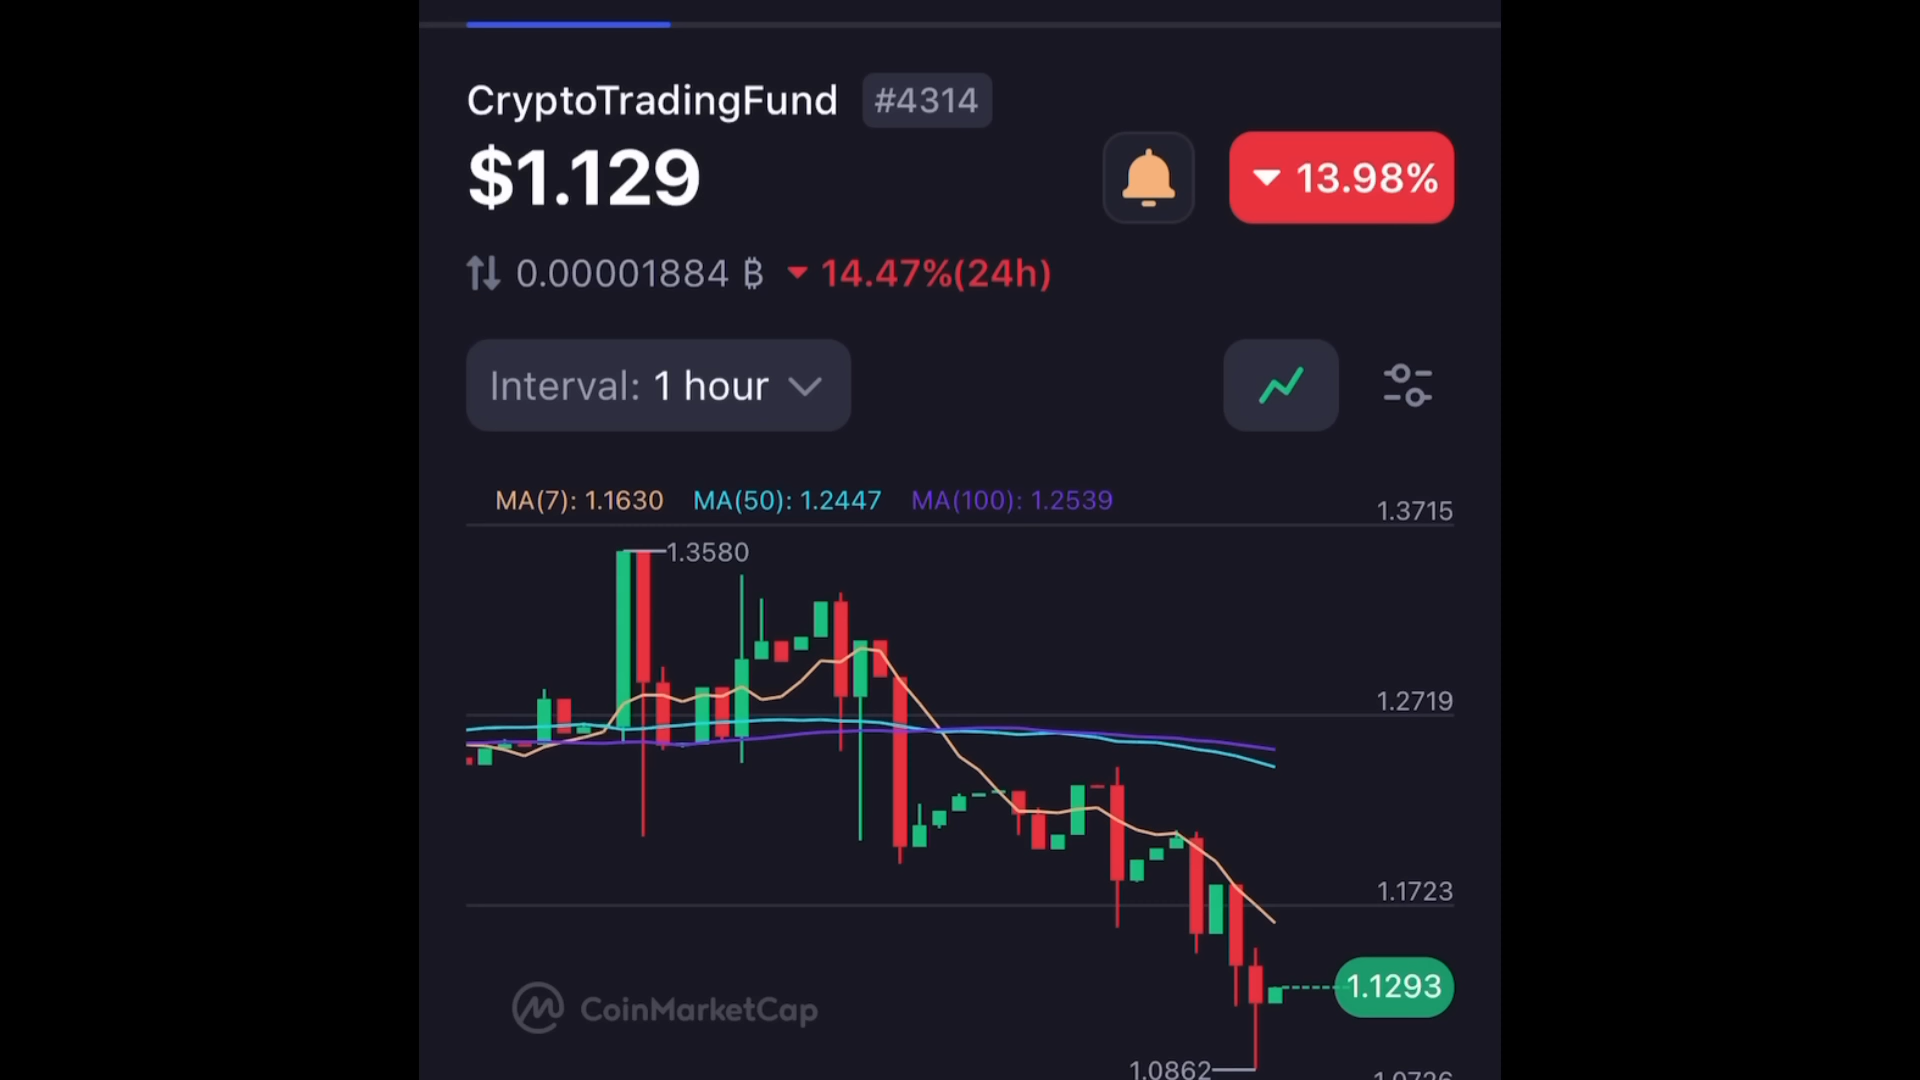 CryptoTradingFund #4314
$1.129
13.98%
0.00001884 ₿ 14.47%(24h)
Interval: 1 hour
MA(7): 1.1630 MA(50): 1.2447 MA(100): 1.2539
1.3715
1.3580
1.2719
1.1723
1.1293
CoinMarketCap
1.0862